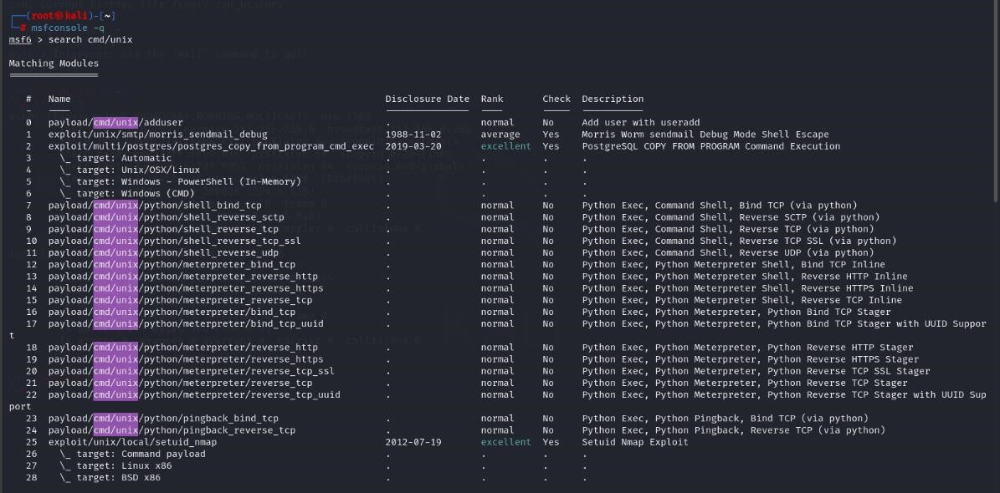 zsh: corrupt history file /root/.zsh_history
┌──(root㉿kali)-[~]
└─# msfconsole -q
msf6 > search cmd/unix
Matching Modules
================
#   Name   Disclosure Date   Rank   Check   Description
-   ----   ---------------   ----   -----   -----------
0   payload/cmd/unix/adduser   .   normal   No   Add user with useradd
1   exploit/unix/smtp/morris_sendmail_debug   1988-11-02   average   Yes   Morris Worm sendmail Debug Mode Shell Escape
2   exploit/multi/postgres/postgres_copy_from_program_cmd_exec   2019-03-20   excellent   Yes   PostgreSQL COPY FROM PROGRAM Command Execution
3     \_ target: Automatic   .   .   .   .
4     \_ target: Unix/OSX/Linux   .   .   .   .
5     \_ target: Windows - PowerShell (In-Memory)   .   .   .   .
6     \_ target: Windows (CMD)   .   .   .   .
7   payload/cmd/unix/python/shell_bind_tcp   .   normal   No   Python Exec, Command Shell, Bind TCP (via python)
8   payload/cmd/unix/python/shell_reverse_sctp   .   normal   No   Python Exec, Command Shell, Reverse SCTP (via python)
9   payload/cmd/unix/python/shell_reverse_tcp   .   normal   No   Python Exec, Command Shell, Reverse TCP (via python)
10   payload/cmd/unix/python/shell_reverse_tcp_ssl   .   normal   No   Python Exec, Command Shell, Reverse TCP SSL (via python)
11   payload/cmd/unix/python/shell_reverse_udp   .   normal   No   Python Exec, Command Shell, Reverse UDP (via python)
12   payload/cmd/unix/python/meterpreter_bind_tcp   .   normal   No   Python Exec, Python Meterpreter Shell, Bind TCP Inline
13   payload/cmd/unix/python/meterpreter_reverse_http   .   normal   No   Python Exec, Python Meterpreter Shell, Reverse HTTP Inline
14   payload/cmd/unix/python/meterpreter_reverse_https   .   normal   No   Python Exec, Python Meterpreter Shell, Reverse HTTPS Inline
15   payload/cmd/unix/python/meterpreter_reverse_tcp   .   normal   No   Python Exec, Python Meterpreter Shell, Reverse TCP Inline
16   payload/cmd/unix/python/meterpreter/bind_tcp   .   normal   No   Python Exec, Python Meterpreter, Python Bind TCP Stager
17   payload/cmd/unix/python/meterpreter/bind_tcp_uuid   .   normal   No   Python Exec, Python Meterpreter, Python Bind TCP Stager with UUID Suppor
t
18   payload/cmd/unix/python/meterpreter/reverse_http   .   normal   No   Python Exec, Python Meterpreter, Python Reverse HTTP Stager
19   payload/cmd/unix/python/meterpreter/reverse_https   .   normal   No   Python Exec, Python Meterpreter, Python Reverse HTTPS Stager
20   payload/cmd/unix/python/meterpreter/reverse_tcp_ssl   .   normal   No   Python Exec, Python Meterpreter, Python Reverse TCP SSL Stager
21   payload/cmd/unix/python/meterpreter/reverse_tcp   .   normal   No   Python Exec, Python Meterpreter, Python Reverse TCP Stager
22   payload/cmd/unix/python/meterpreter/reverse_tcp_uuid   .   normal   No   Python Exec, Python Meterpreter, Python Reverse TCP Stager with UUID Sup
port
23   payload/cmd/unix/python/pingback_bind_tcp   .   normal   No   Python Exec, Python Pingback, Bind TCP (via python)
24   payload/cmd/unix/python/pingback_reverse_tcp   .   normal   No   Python Exec, Python Pingback, Reverse TCP (via python)
25   exploit/unix/local/setuid_nmap   2012-07-19   excellent   Yes   Setuid Nmap Exploit
26     \_ target: Command payload   .   .   .   .
27     \_ target: Linux x86   .   .   .   .
28     \_ target: BSD x86   .   .   .   .